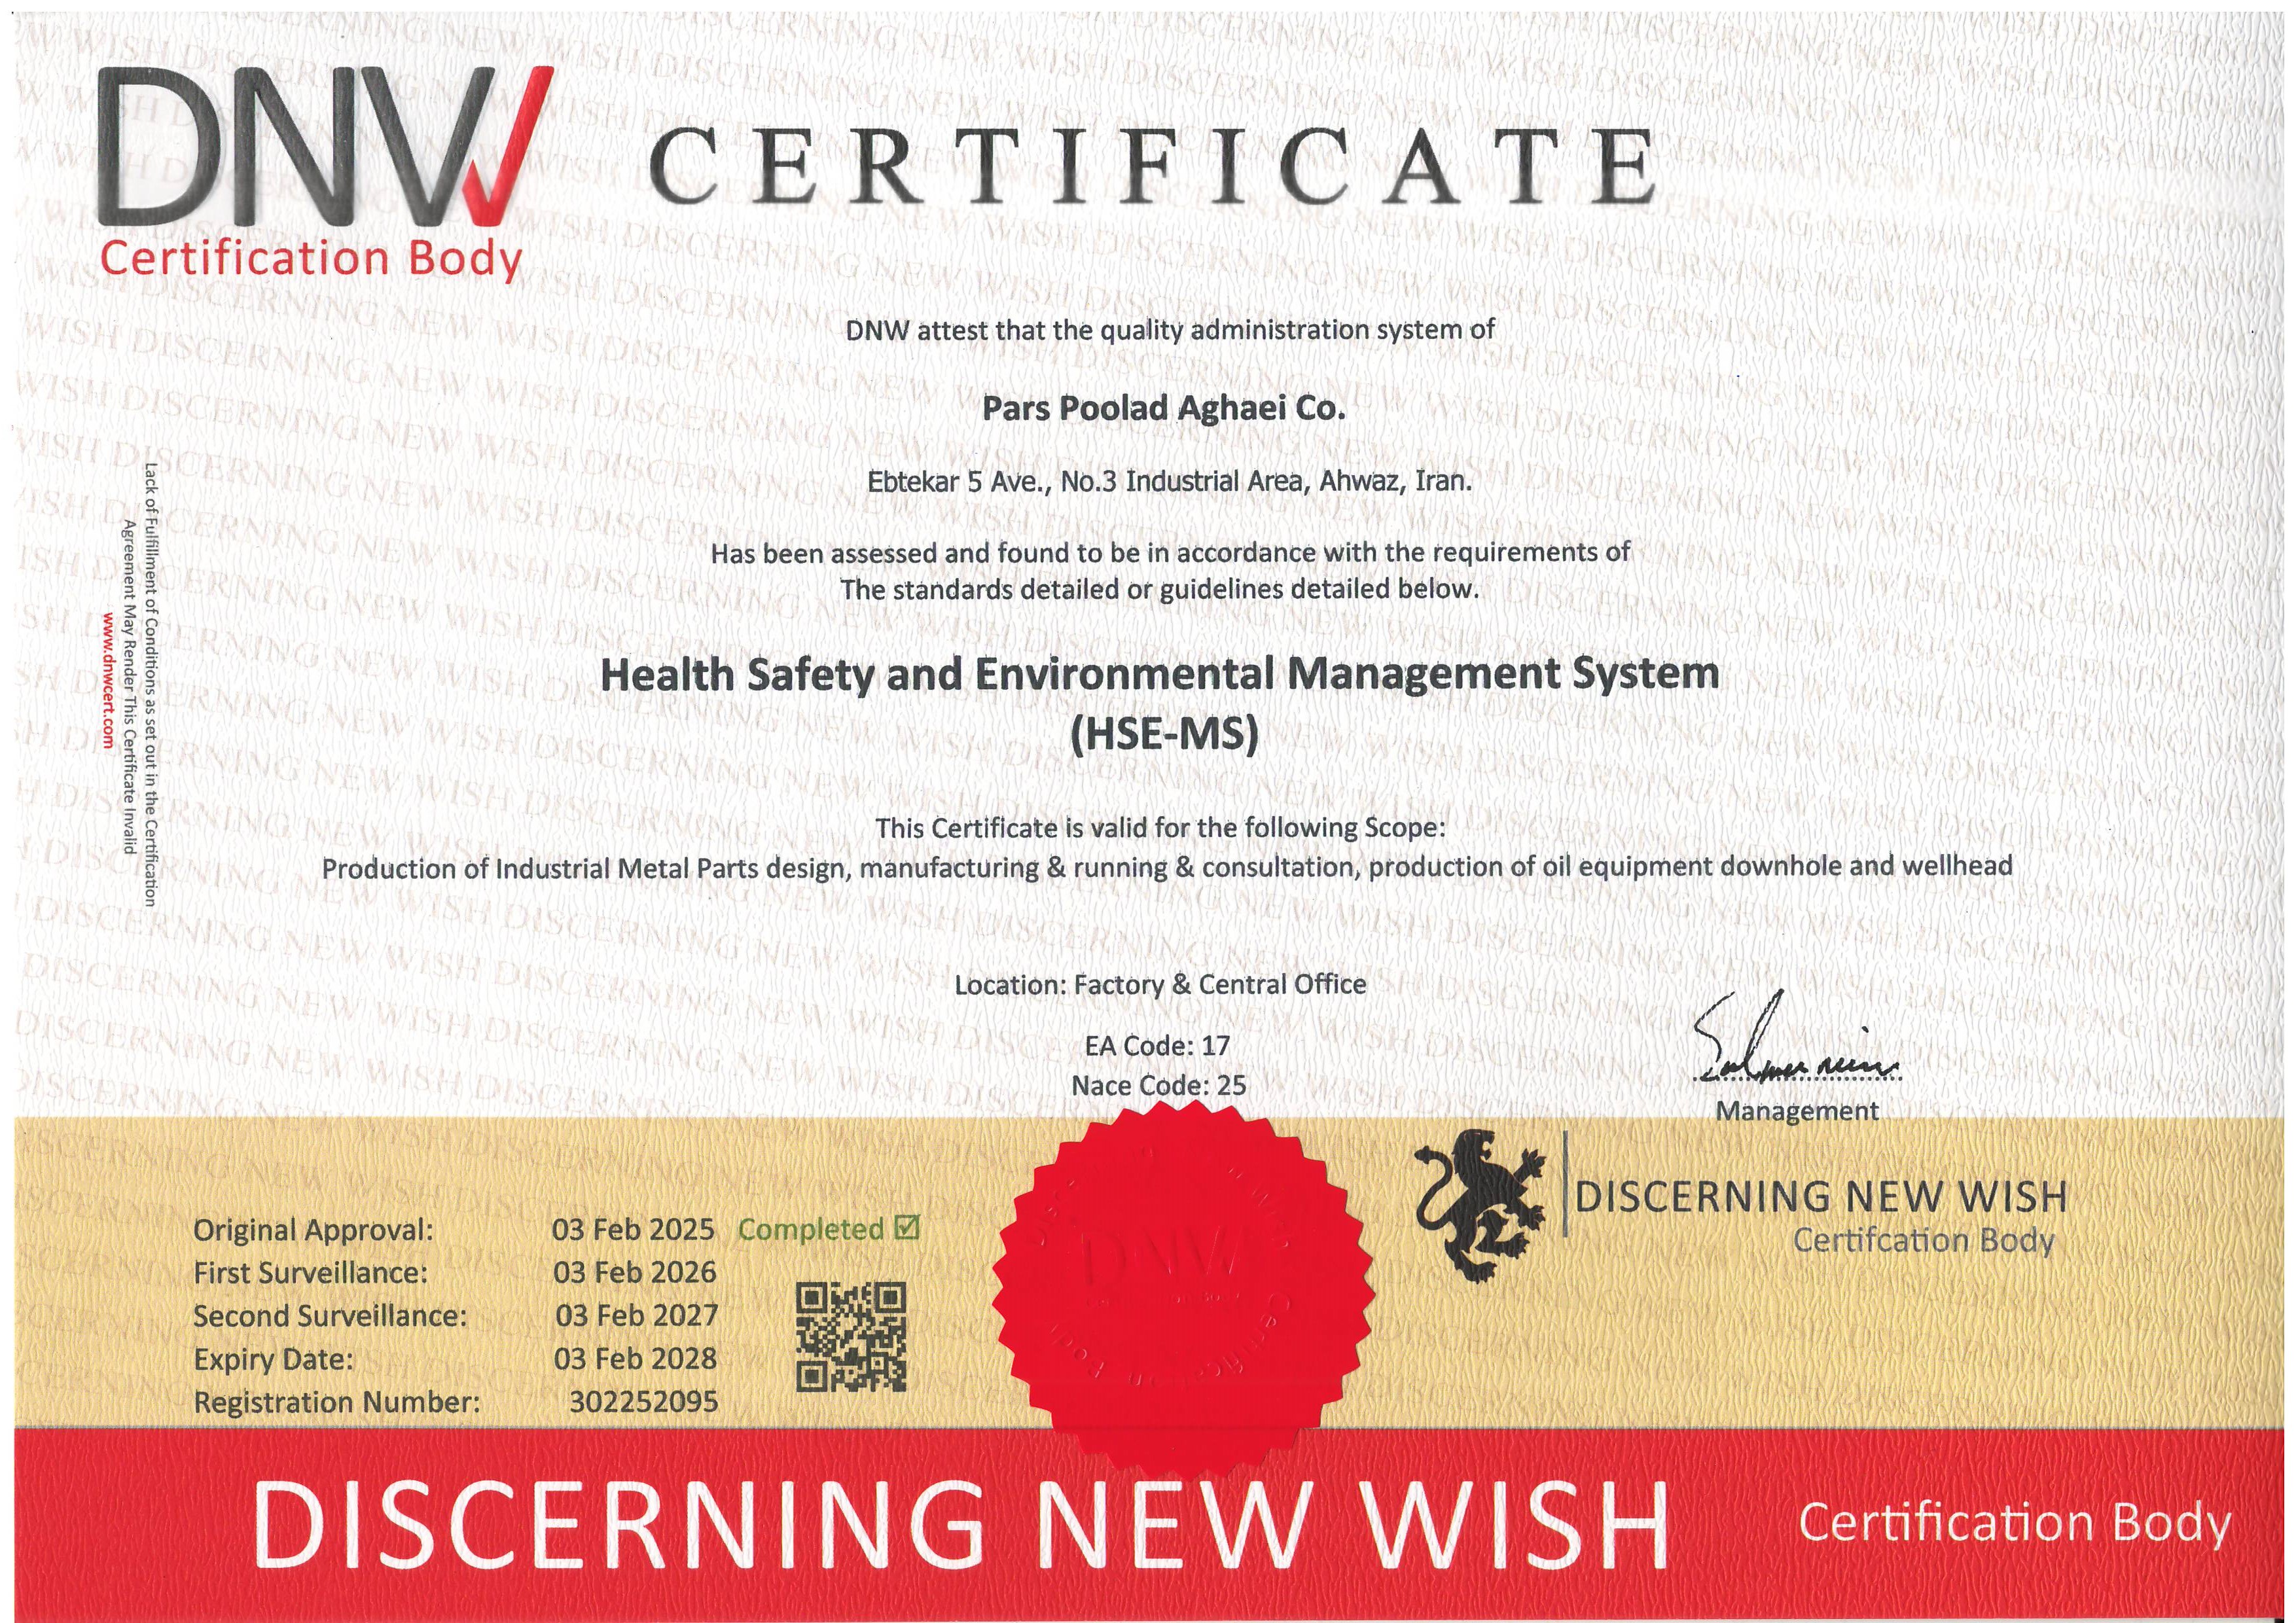 DNW
Certification Body
CERTIFICATE
DNW attest that the quality administration system of
Pars Poolad Aghaei Co.
Ebtekar 5 Ave., No.3 Industrial Area, Ahwaz, Iran.
Has been assessed and found to be in accordance with the requirements of
The standards detailed or guidelines detailed below.
Health Safety and Environmental Management System
(HSE-MS)
This Certificate is valid for the following Scope:
Production of Industrial Metal Parts design, manufacturing & running & consultation, production of oil equipment downhole and wellhead
Location: Factory & Central Office
EA Code: 17
Nace Code: 25
Management
Lack of Fulfillment of Conditions as set out in the Certification
Agreement May Render This Certificate Invalid
www.dnwcert.com
Original Approval: 03 Feb 2025 Completed ☑
First Surveillance: 03 Feb 2026
Second Surveillance: 03 Feb 2027
Expiry Date: 03 Feb 2028
Registration Number: 302252095
DNW
DISCERNING NEW WISH
Certifcation Body
DISCERNING NEW WISH
Certification Body